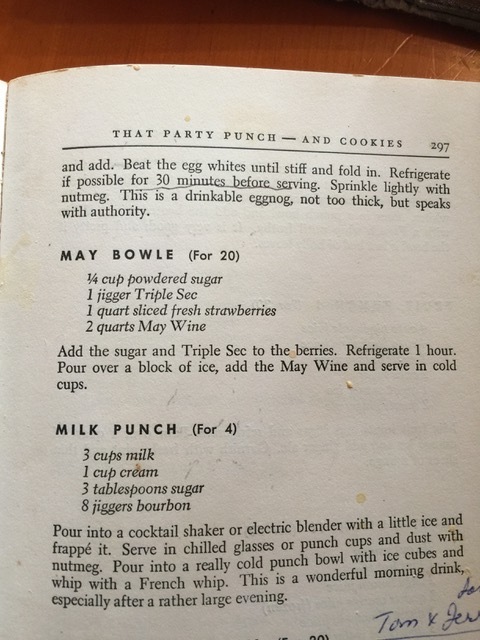 THAT PARTY PUNCH — AND COOKIES 297
and add. Beat the egg whites until stiff and fold in. Refrigerate
if possible for 30 minutes before serving. Sprinkle lightly with
nutmeg. This is a drinkable eggnog, not too thick, but speaks
with authority.
MAY BOWLE (For 20)
¼ cup powdered sugar
1 jigger Triple Sec
1 quart sliced fresh strawberries
2 quarts May Wine
Add the sugar and Triple Sec to the berries. Refrigerate 1 hour.
Pour over a block of ice, add the May Wine and serve in cold
cups.
MILK PUNCH (For 4)
3 cups milk
1 cup cream
3 tablespoons sugar
8 jiggers bourbon
Pour into a cocktail shaker or electric blender with a little ice and
frappé it. Serve in chilled glasses or punch cups and dust with
nutmeg. Pour into a really cold punch bowl with ice cubes and
whip with a French whip. This is a wonderful morning drink,
especially after a rather large evening.
Tom &
(For 20)